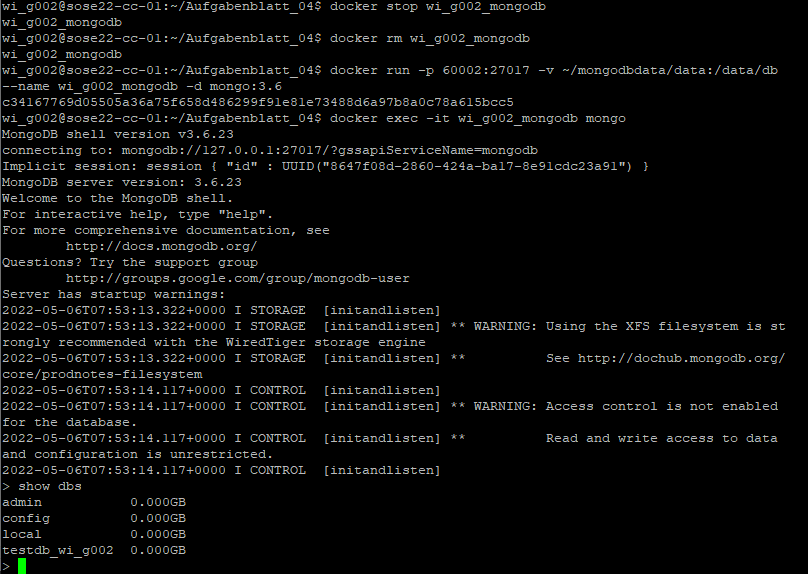 wi_g002@sose22-cc-01:~/Aufgabenblatt_04$ docker stop wi_g002_mongodb
wi_g002_mongodb
wi_g002@sose22-cc-01:~/Aufgabenblatt_04$ docker rm wi_g002_mongodb
wi_g002_mongodb
wi_g002@sose22-cc-01:~/Aufgabenblatt_04$ docker run -p 60002:27017 -v ~/mongodbdata/data:/data/db
--name wi_g002_mongodb -d mongo:3.6
c34167769d05505a36a75f658d486299f91e81e73488d6a97b8a0c78a615bcc5
wi_g002@sose22-cc-01:~/Aufgabenblatt_04$ docker exec -it wi_g002_mongodb mongo
MongoDB shell version v3.6.23
connecting to: mongodb://127.0.0.1:27017/?gssapiServiceName=mongodb
Implicit session: session { "id" : UUID("8647f08d-2860-424a-ba17-8e91cdc23a91") }
MongoDB server version: 3.6.23
Welcome to the MongoDB shell.
For interactive help, type "help".
For more comprehensive documentation, see
        http://docs.mongodb.org/
Questions? Try the support group
        http://groups.google.com/group/mongodb-user
Server has startup warnings:
2022-05-06T07:53:13.322+0000 I STORAGE  [initandlisten]
2022-05-06T07:53:13.322+0000 I STORAGE  [initandlisten] ** WARNING: Using the XFS filesystem is st
rongly recommended with the WiredTiger storage engine
2022-05-06T07:53:13.322+0000 I STORAGE  [initandlisten] **          See http://dochub.mongodb.org/
core/prodnotes-filesystem
2022-05-06T07:53:14.117+0000 I CONTROL  [initandlisten]
2022-05-06T07:53:14.117+0000 I CONTROL  [initandlisten] ** WARNING: Access control is not enabled
for the database.
2022-05-06T07:53:14.117+0000 I CONTROL  [initandlisten] **          Read and write access to data
and configuration is unrestricted.
2022-05-06T07:53:14.117+0000 I CONTROL  [initandlisten]
> show dbs
admin           0.000GB
config          0.000GB
local           0.000GB
testdb_wi_g002  0.000GB
>